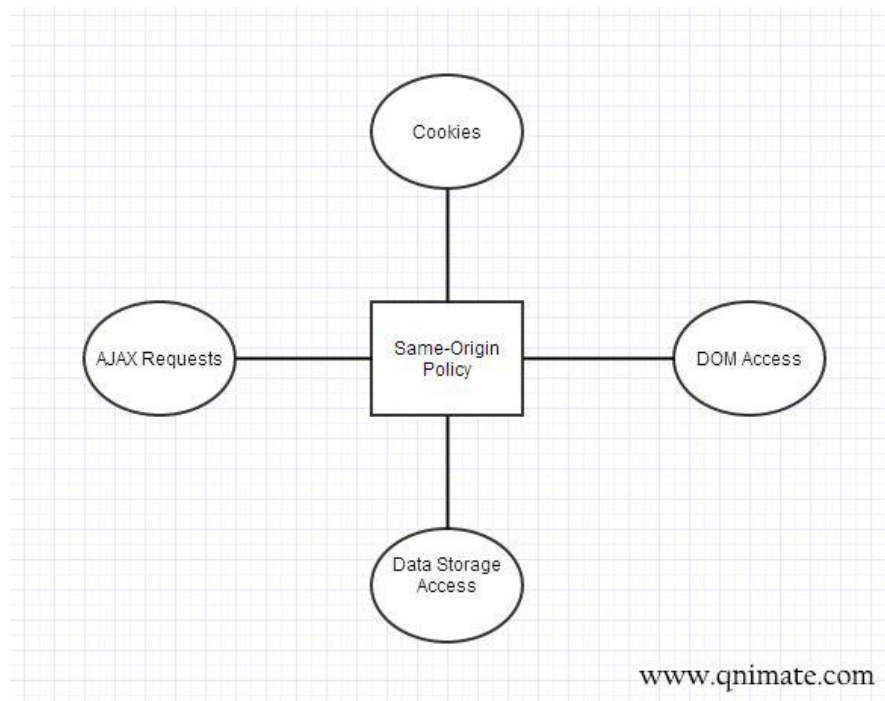 Cookies
AJAX Requests
Same-Origin
Policy
DOM Access
Data Storage
Access
www.qnimate.com